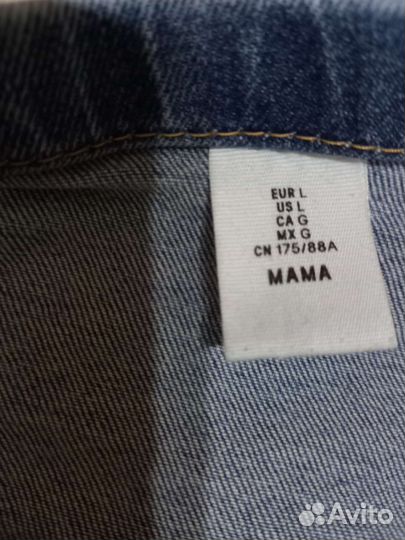 EUR L
US L
CA G
MX G
CN 175/88A
MAMA
Avito